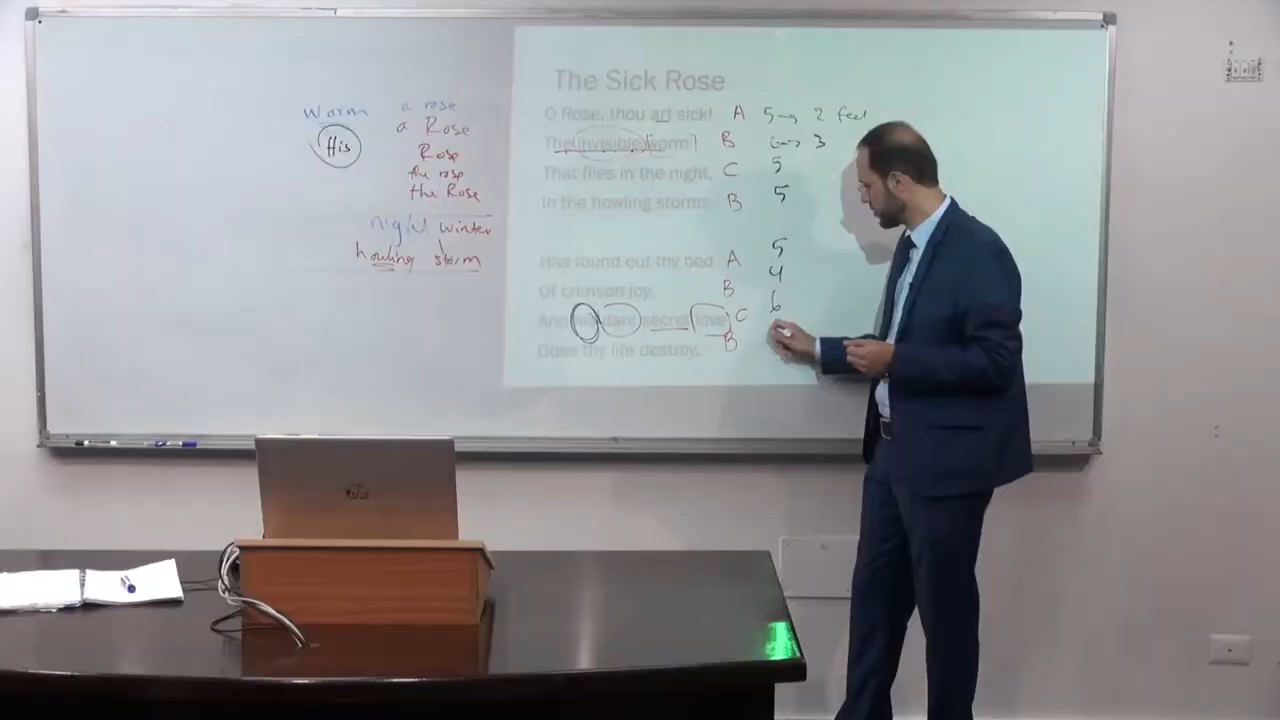 The Sick Rose
O Rose, thou art sick! A 5 → 2 feet
The invisible worm B 6 → 3
That flies in the night, C 5
In the howling storm: B 5
Has found out thy bed A 5
Of crimson joy, B 4
And his dark secret love C 6
Does thy life destroy. B
worm
His
a rose
a Rose
Rose
the rose
the Rose
night winter
howling storm